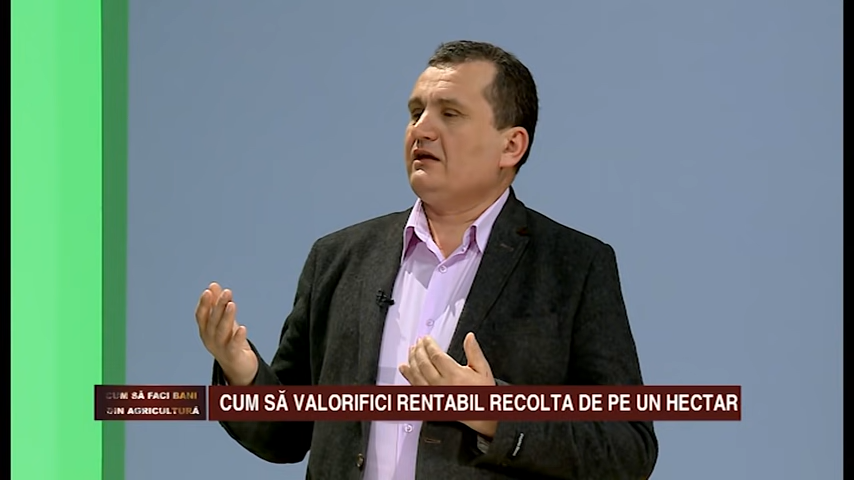 CUM SĂ FACI BANI
DIN AGRICULTURĂ
CUM SĂ VALORIFICI RENTABIL RECOLTA DE PE UN HECTAR